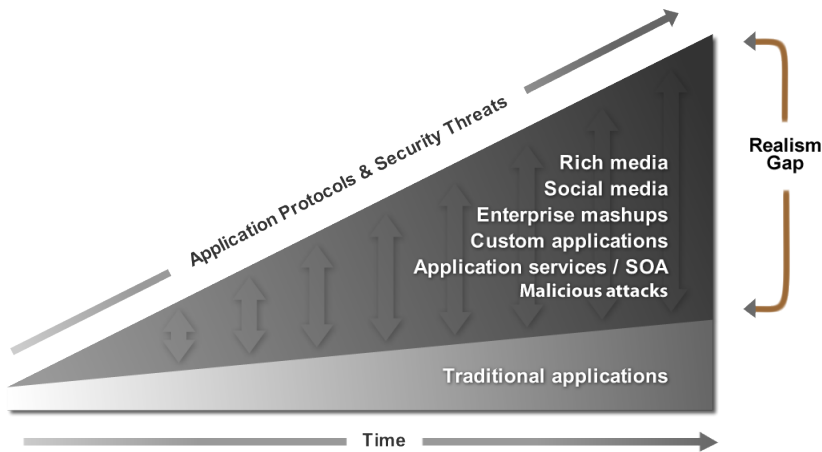 Application Protocols & Security Threats
Realism
Gap
Rich media
Social media
Enterprise mashups
Custom applications
Application services / SOA
Malicious attacks
Traditional applications
Time